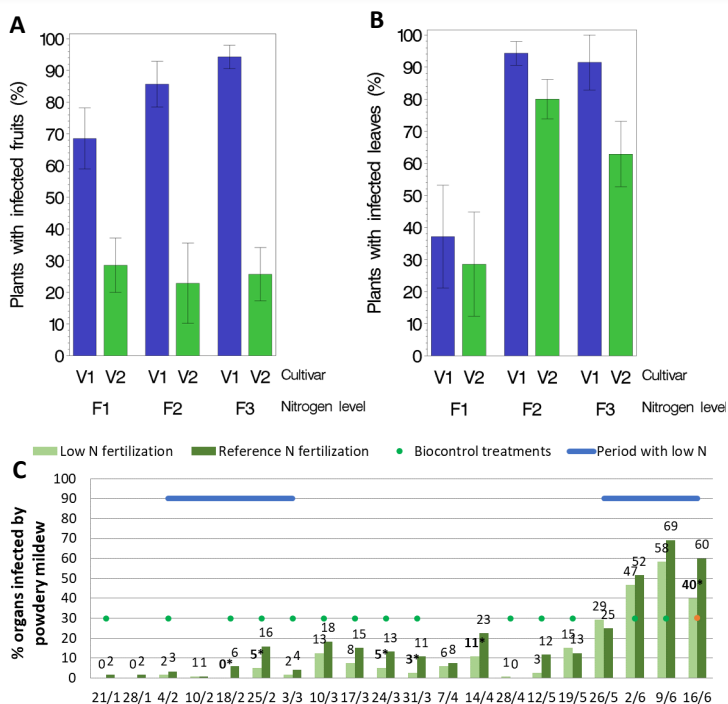 A
Plants with infected fruits (%)
100
90
80
70
60
50
40
30
20
10
0
V1 V2 V1 V2 V1 V2 Cultivar
F1 F2 F3 Nitrogen level
B
Plants with infected leaves (%)
100
90
80
70
60
50
40
30
20
10
0
V1 V2 V1 V2 V1 V2 Cultivar
F1 F2 F3 Nitrogen level
Low N fertilization Reference N fertilization Biocontrol treatments Period with low N
C
% organs infected by
powdery mildew
100
90
80
70
60
50
40
30
20
10
0
0 2 0 2 2 3 1 1 0* 6 5* 16 2 4 13 18 8 15 5* 13 3* 11 6 8 11* 23 1 0 3 12 15 13 29 25 47 52 58 69 40* 60
21/1 28/1 4/2 10/2 18/2 25/2 3/3 10/3 17/3 24/3 31/3 7/4 14/4 28/4 12/5 19/5 26/5 2/6 9/6 16/6